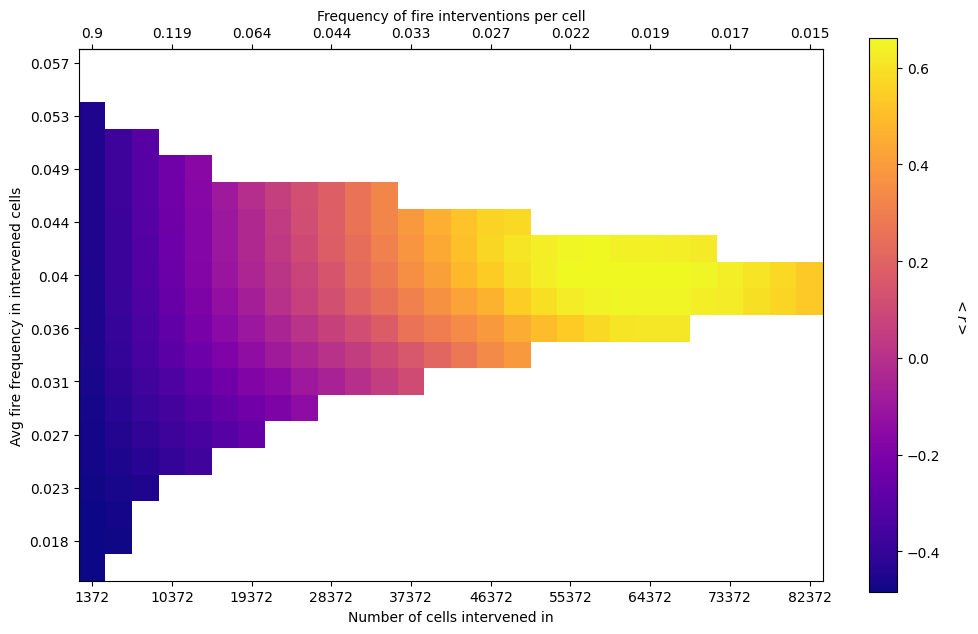 Frequency of fire interventions per cell
0.9 0.119 0.064 0.044 0.033 0.027 0.022 0.019 0.017 0.015
Avg fire frequency in intervened cells
0.057
0.053
0.049
0.044
0.04
0.036
0.031
0.027
0.023
0.018
1372 10372 19372 28372 37372 46372 55372 64372 73372 82372
Number of cells intervened in
0.6
0.4
0.2
0.0
−0.2
−0.4
< r >